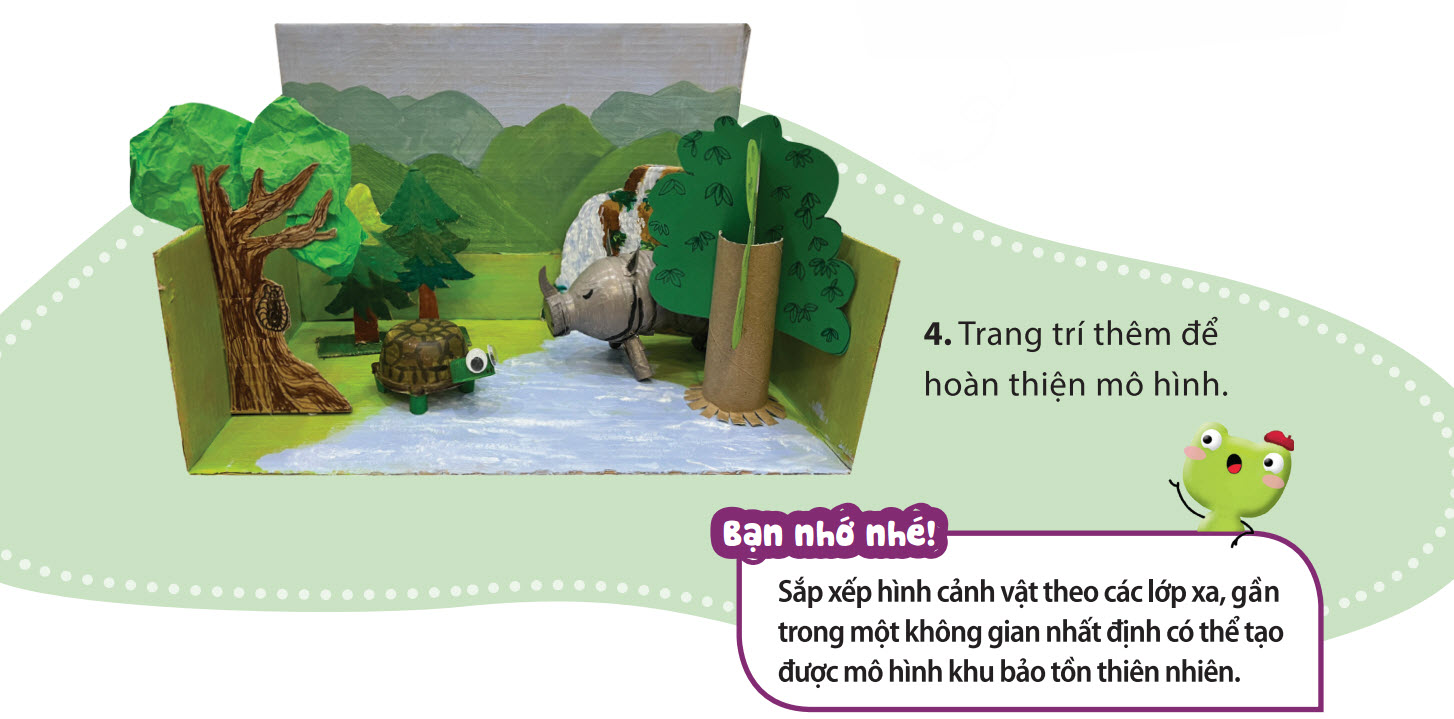 4. Trang trí thêm để
hoàn thiện mô hình.
Bạn nhớ nhé!
Sắp xếp hình cảnh vật theo các lớp xa, gần
trong một không gian nhất định có thể tạo
được mô hình khu bảo tồn thiên nhiên.